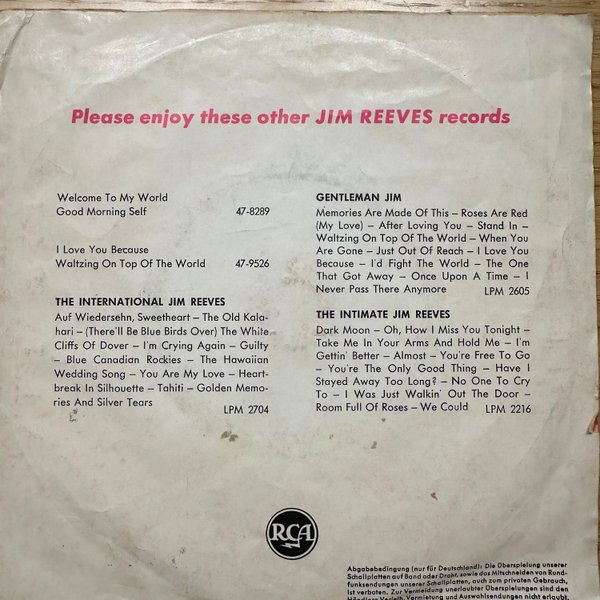 Please enjoy these other JIM REEVES records
Welcome To My World
Good Morning Self 47-8289
I Love You Because
Waltzing On Top Of The World 47-9526
THE INTERNATIONAL JIM REEVES
Auf Wiedersehn, Sweetheart – The Old Kala-
hari – (There'll Be Blue Birds Over) The White
Cliffs Of Dover – I'm Crying Again – Guilty
– Blue Canadian Rockies – The Hawaiian
Wedding Song – You Are My Love – Heart-
break In Silhouette – Tahiti – Golden Memo-
ries And Silver Tears LPM 2704
GENTLEMAN JIM
Memories Are Made Of This – Roses Are Red
(My Love) – After Loving You – Stand In –
Waltzing On Top Of The World – When You
Are Gone – Just Out Of Reach – I Love You
Because – I'd Fight The World – The One
That Got Away – Once Upon A Time – I
Never Pass There Anymore LPM 2605
THE INTIMATE JIM REEVES
Dark Moon – Oh, How I Miss You Tonight –
Take Me In Your Arms And Hold Me – I'm
Gettin' Better – Almost – You're Free To Go
– You're The Only Good Thing – Have I
Stayed Away Too Long? – No One To Cry
To – I Was Just Walkin' Out The Door –
Room Full Of Roses – We Could LPM 2216
RCA
Abgabebedingung (nur für Deutschland): Die Überspielung unserer
Schallplatten auf Band oder Draht, sowie das Mitschneiden von Rund-
funksendungen unserer Schallplatten, auch zum privaten Gebrauch,
ist verboten. Zur Vermeidung unerlaubter Überspielungen sind den
Händlern Verleih, Vermietung und Auswahlsendungen nicht erlaubt.